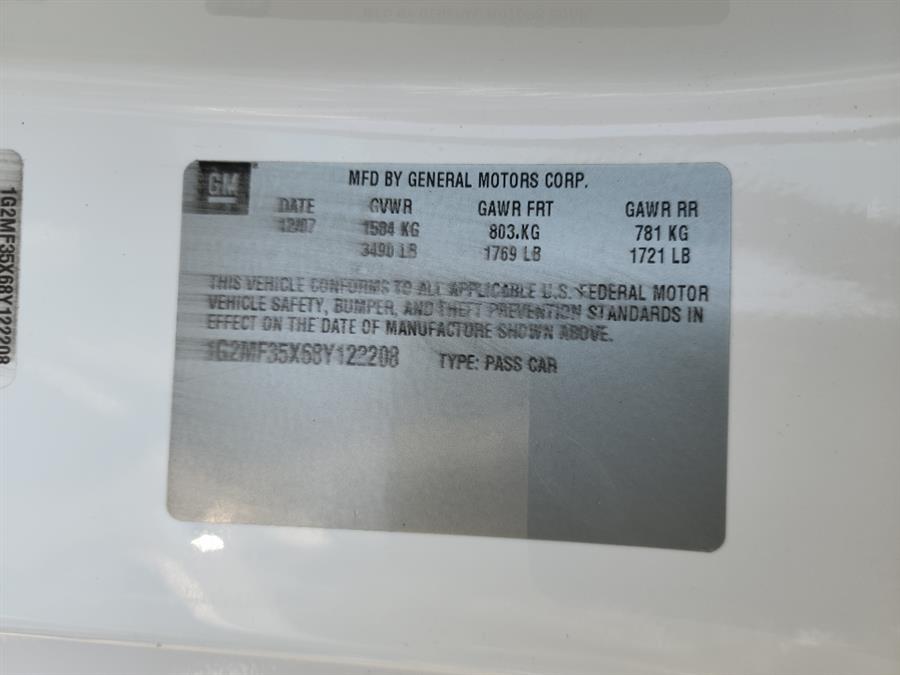 MFD BY GENERAL MOTORS CORP.
GM
DATE GVWR GAWR FRT GAWR RR
12/07 1584 KG 803.KG 781 KG
3490 LB 1769 LB 1721 LB
THIS VEHICLE CONFORMS TO ALL APPLICABLE U.S. FEDERAL MOTOR
VEHICLE SAFETY, BUMPER, AND THEFT PREVENTION STANDARDS IN
EFFECT ON THE DATE OF MANUFACTURE SHOWN ABOVE.
1G2MF35X68Y122208 TYPE: PASS CAR
1G2MF35X68Y122208